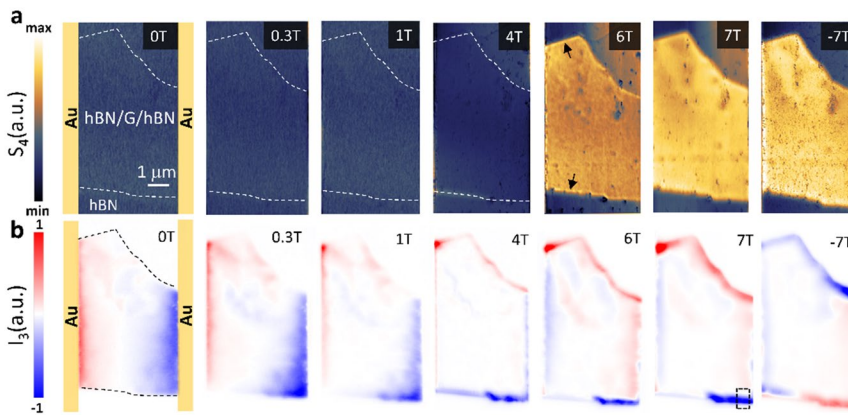 a
max
S₄(a.u.)
min
Au
hBN/G/hBN
1 μm
hBN
0T
Au
0.3T
1T
4T
6T
7T
-7T
b
1
I₃(a.u.)
-1
Au
0T
Au
0.3T
1T
4T
6T
7T
-7T